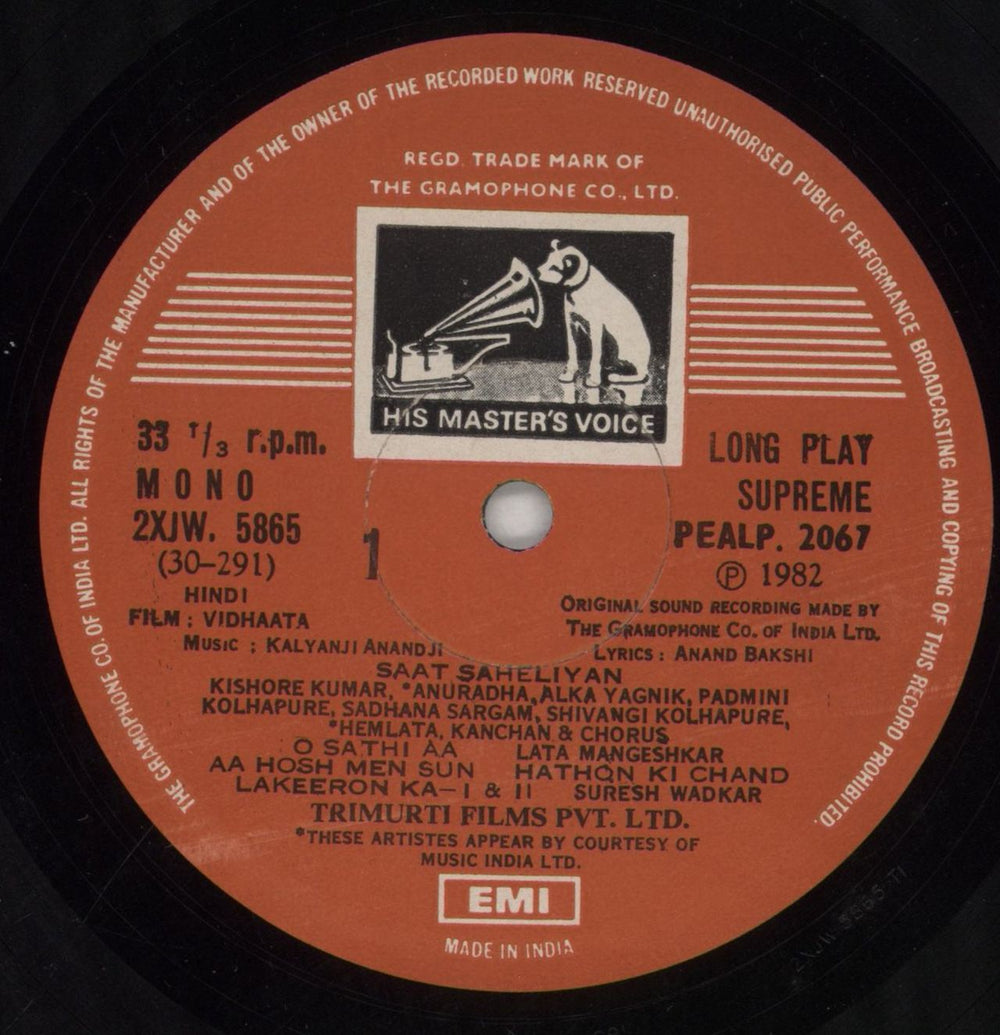 THE GRAMOPHONE CO. OF INDIA LTD. ALL RIGHTS OF THE MANUFACTURER AND OF THE OWNER OF THE RECORDED WORK RESERVED UNAUTHORISED PUBLIC PERFORMANCE BROADCASTING AND COPYING OF THIS RECORD PROHIBITED.
REGD. TRADE MARK OF
THE GRAMOPHONE CO., LTD.
HIS MASTER'S VOICE
33 1/3 r.p.m.
MONO
2XJW. 5865
(30–291)
1
LONG PLAY
SUPREME
PEALP. 2067
Ⓟ 1982
HINDI
FILM : VIDHAATA
MUSIC : KALYANJI ANANDJI
ORIGINAL SOUND RECORDING MADE BY
THE GRAMOPHONE CO. OF INDIA LTD.
LYRICS : ANAND BAKSHI
SAAT SAHELIYAN
KISHORE KUMAR, *ANURADHA, ALKA YAGNIK, PADMINI
KOLHAPURE, SADHANA SARGAM, SHIVANGI KOLHAPURE,
*HEMLATA, KANCHAN & CHORUS
O SATHI AA LATA MANGESHKAR
AA HOSH MEN SUN HATHON KI CHAND
LAKEERON KA–I & II SURESH WADKAR
TRIMURTI FILMS PVT. LTD.
*THESE ARTISTES APPEAR BY COURTESY OF
MUSIC INDIA LTD.
EMI
MADE IN INDIA